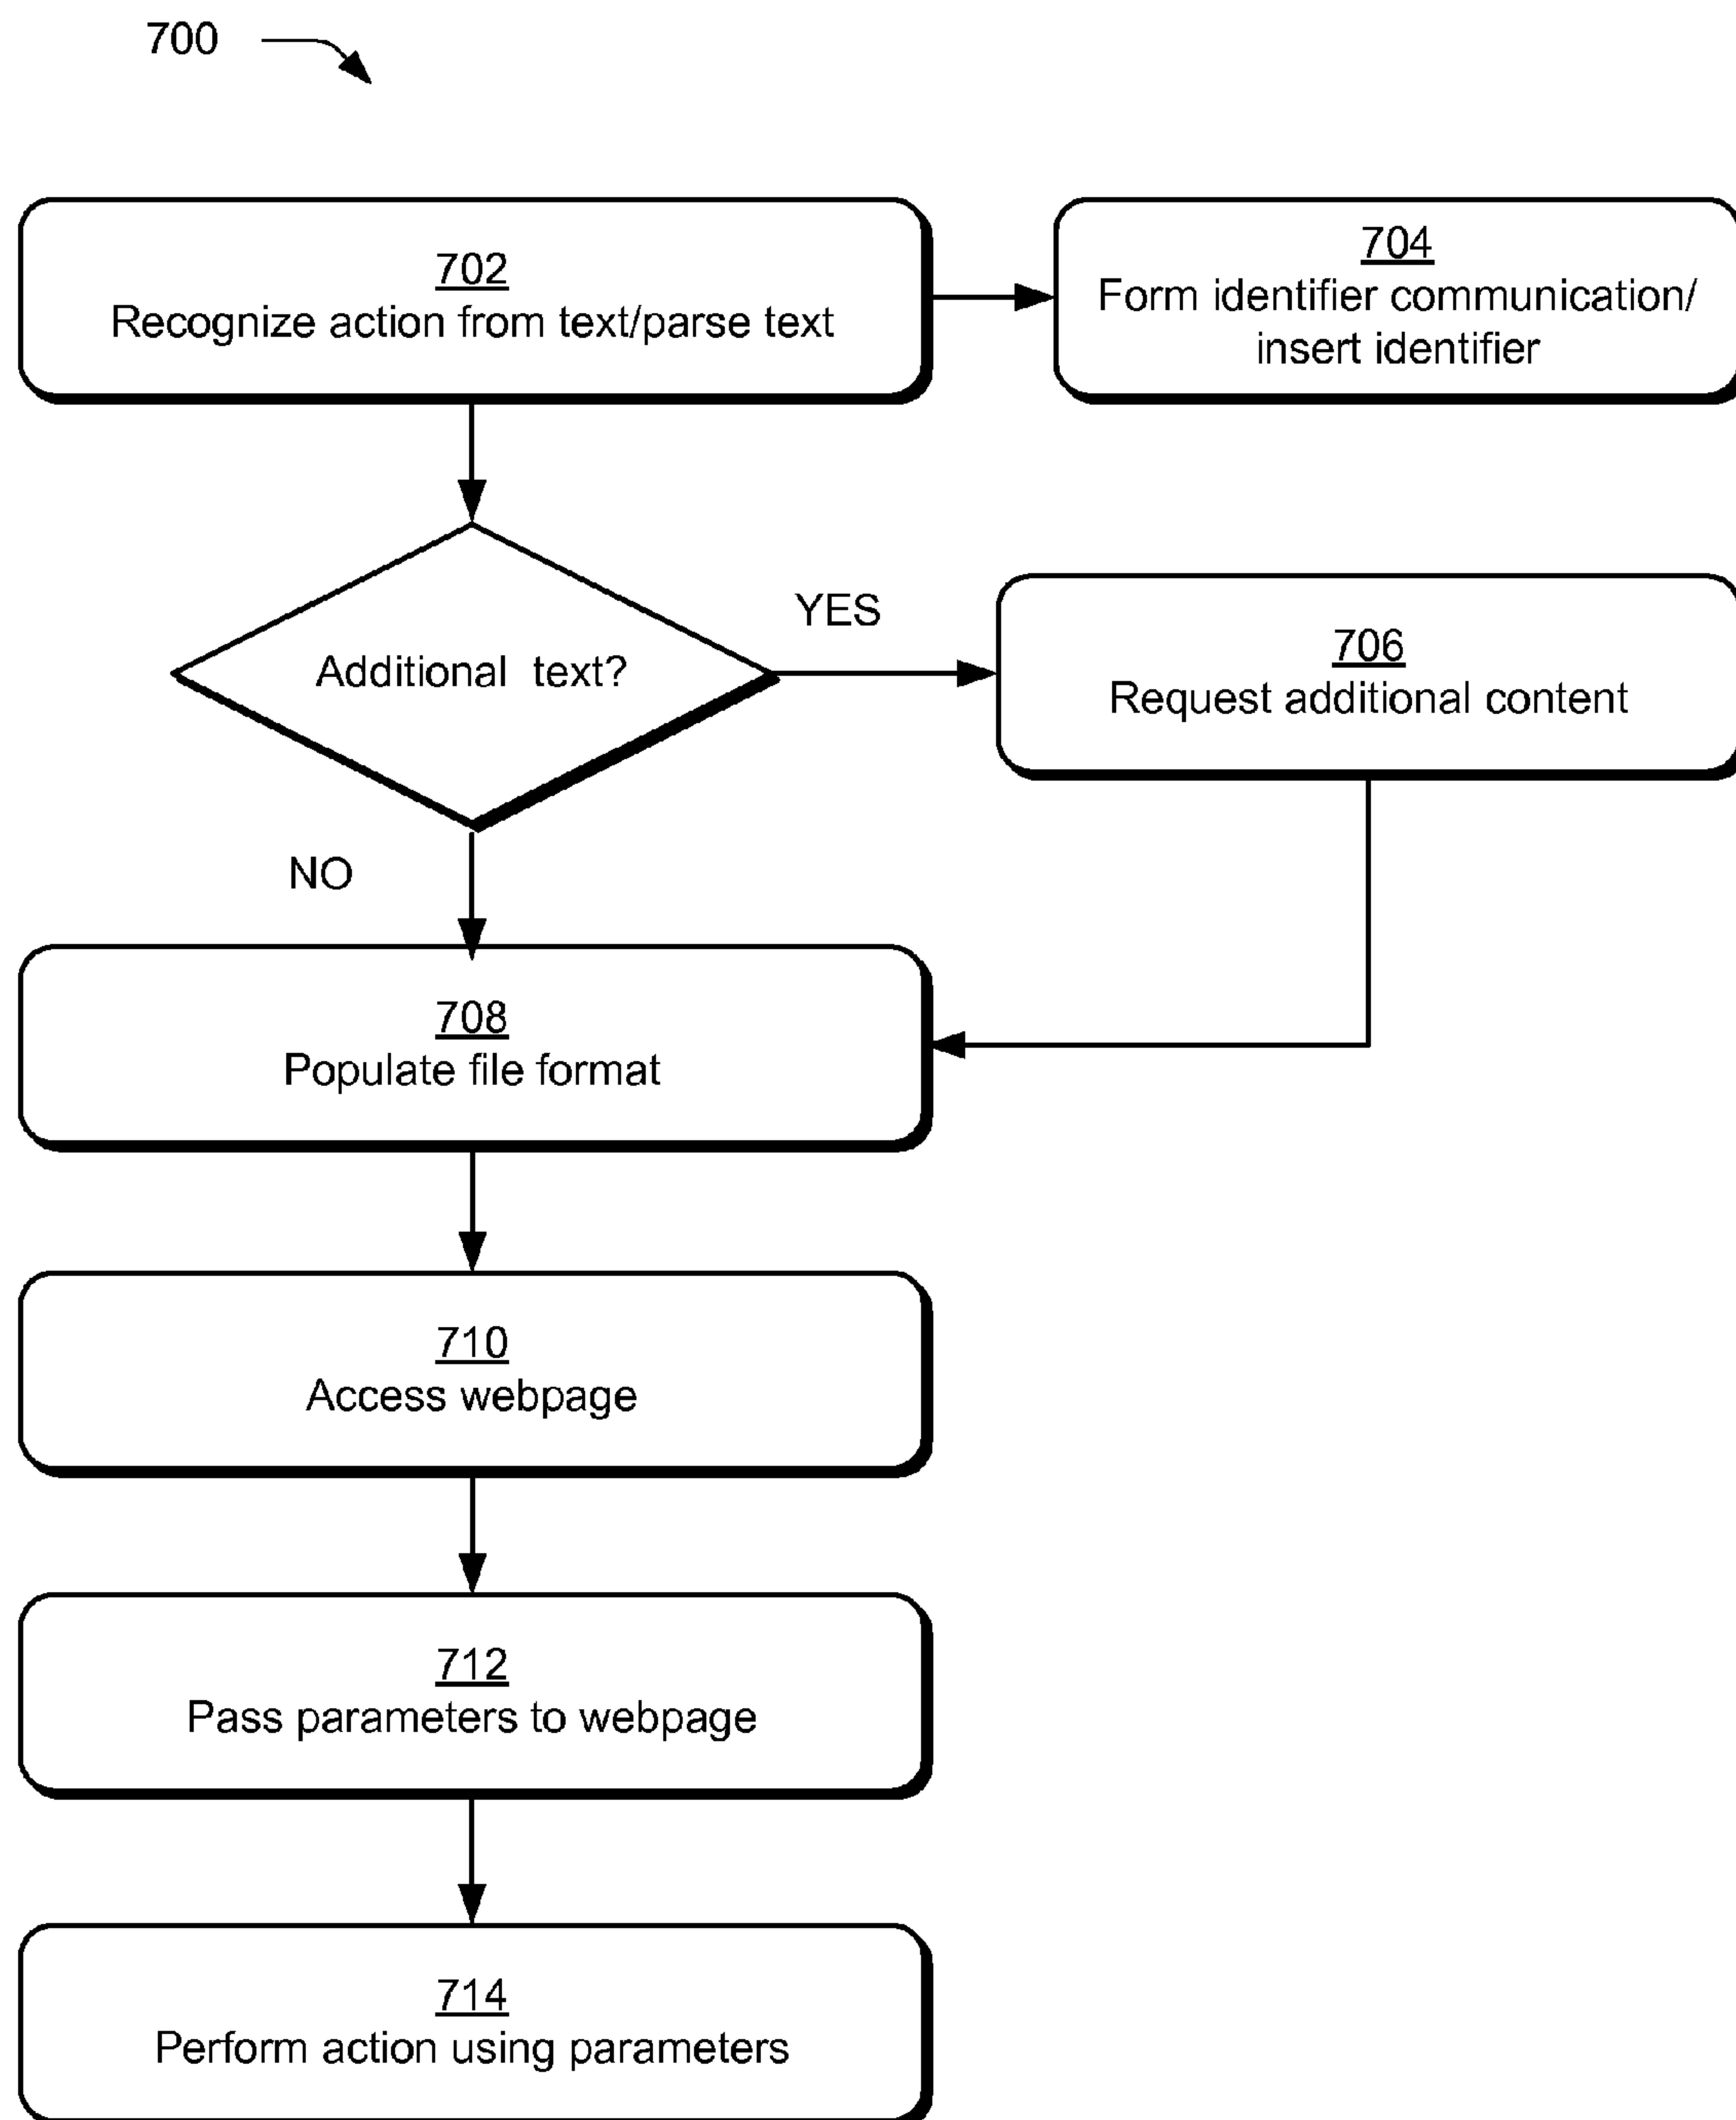 700
702
Recognize action from text/parse text
704
Form identifier communication/
insert identifier
Additional text?
YES
706
Request additional content
NO
708
Populate file format
710
Access webpage
712
Pass parameters to webpage
714
Perform action using parameters